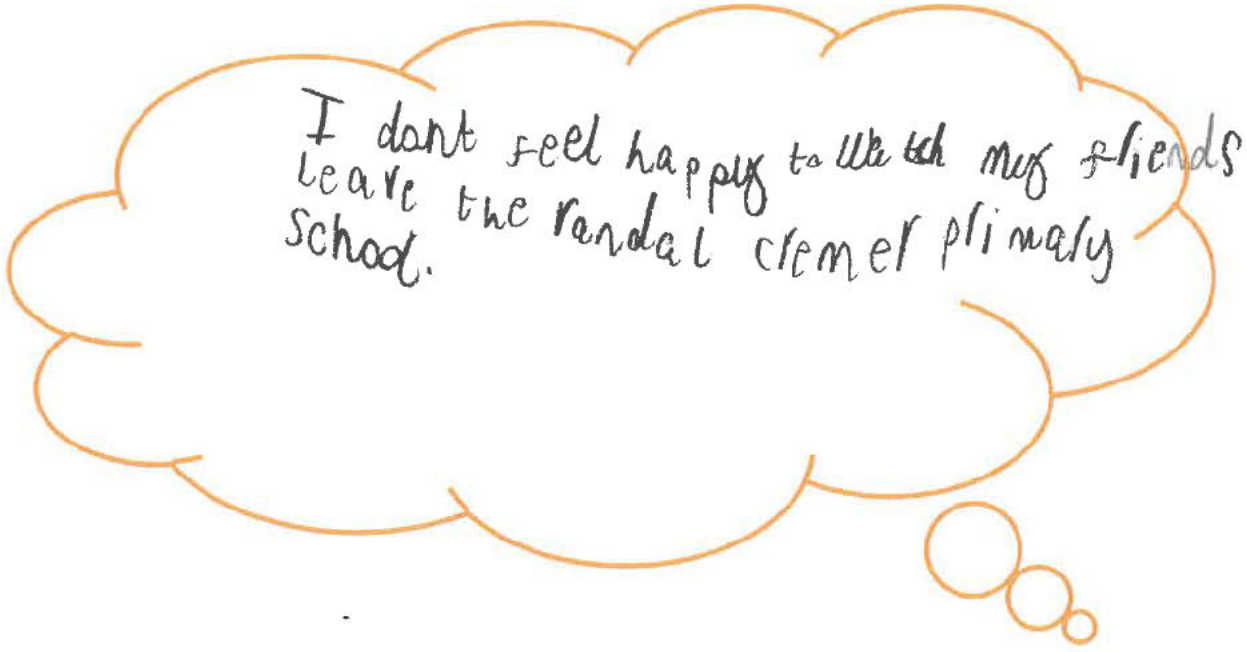 I dont feel happy to watch my friends
Leave the randal cremer primary
School.